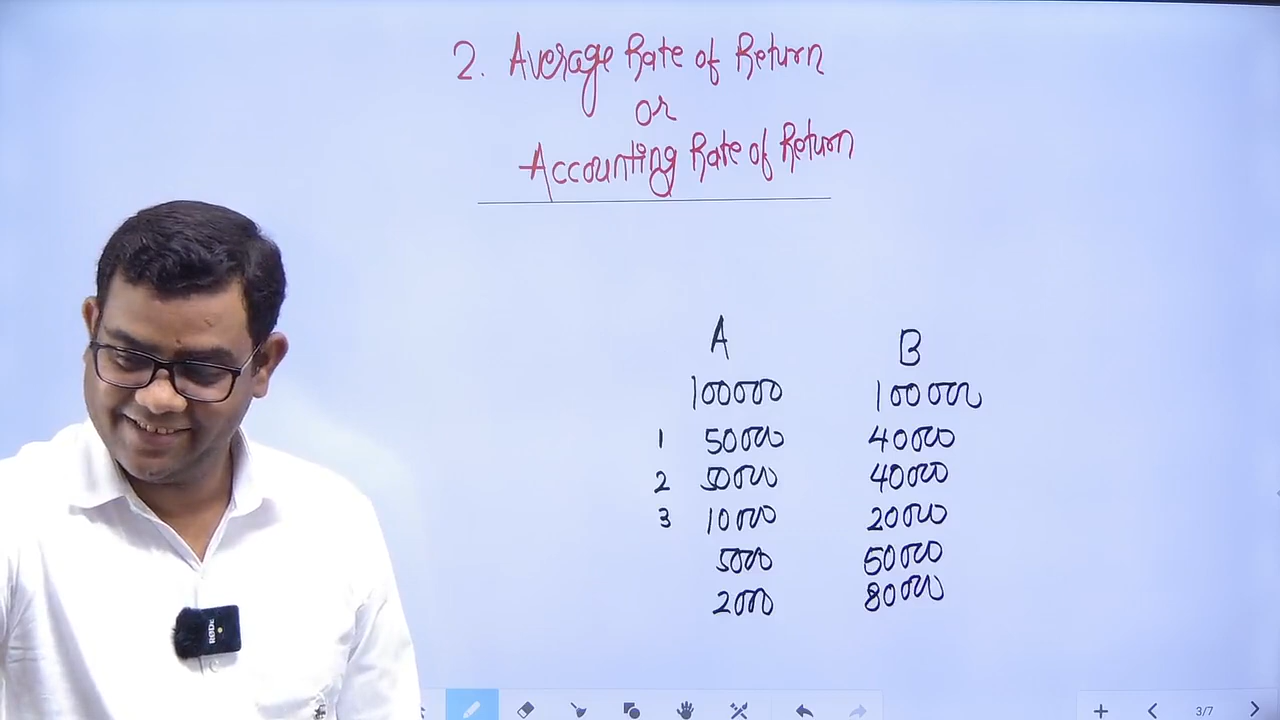 2. Average Rate of Return
or
Accounting Rate of Return
A B
100000 100000
1 50000 40000
2 50000 40000
3 10000 20000
5000 50000
2000 80000
RØDE
3/7